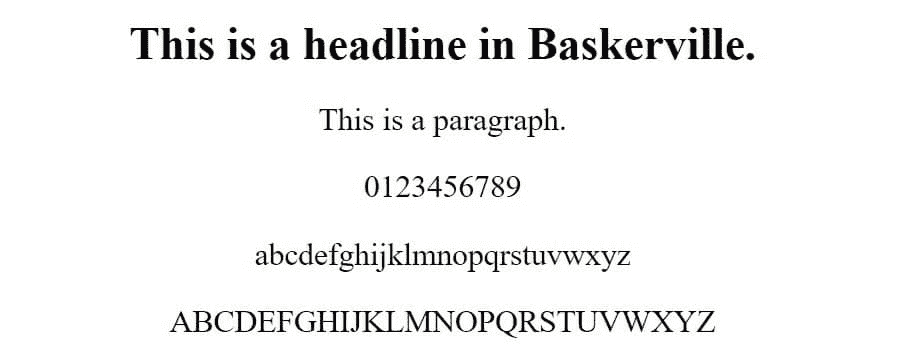 This is a headline in Baskerville.
This is a paragraph.
0123456789
abcdefghijklmnopqrstuvwxyz
ABCDEFGHIJKLMNOPQRSTUVWXYZ